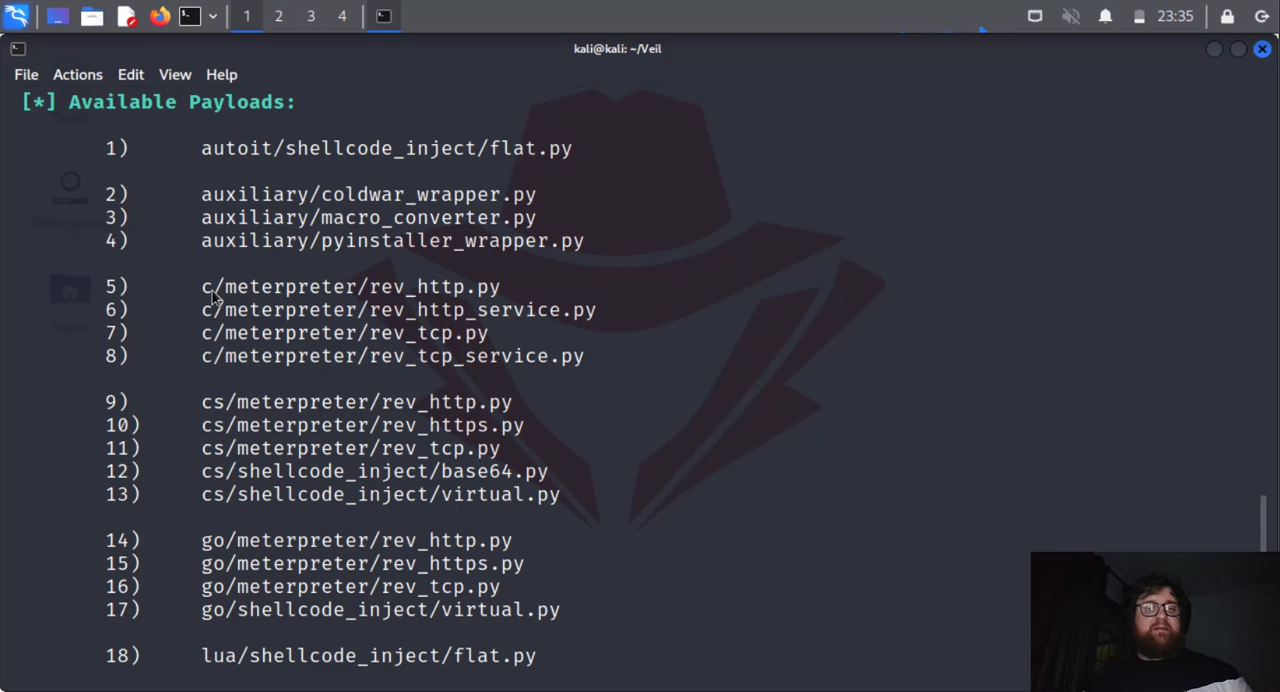 1 2 3 4 23:35
kali@kali: ~/Veil
File Actions Edit View Help
[*] Available Payloads:
1) autoit/shellcode_inject/flat.py
2) auxiliary/coldwar_wrapper.py
3) auxiliary/macro_converter.py
4) auxiliary/pyinstaller_wrapper.py
5) c/meterpreter/rev_http.py
6) c/meterpreter/rev_http_service.py
7) c/meterpreter/rev_tcp.py
8) c/meterpreter/rev_tcp_service.py
9) cs/meterpreter/rev_http.py
10) cs/meterpreter/rev_https.py
11) cs/meterpreter/rev_tcp.py
12) cs/shellcode_inject/base64.py
13) cs/shellcode_inject/virtual.py
14) go/meterpreter/rev_http.py
15) go/meterpreter/rev_https.py
16) go/meterpreter/rev_tcp.py
17) go/shellcode_inject/virtual.py
18) lua/shellcode_inject/flat.py